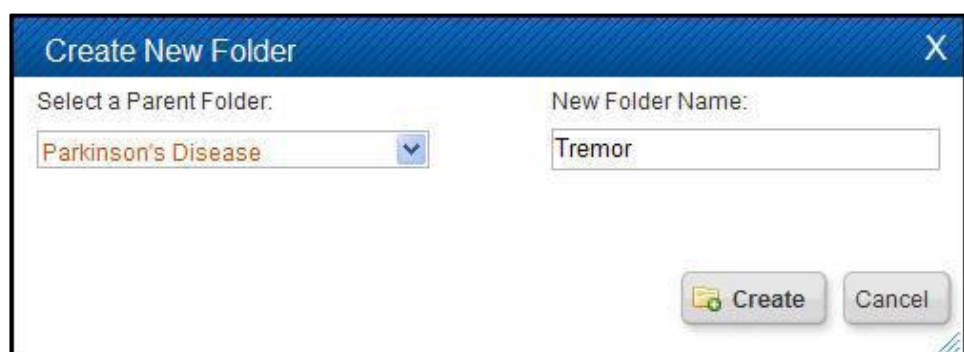 Create New Folder X
Select a Parent Folder: New Folder Name:
Parkinson's Disease Tremor
Create Cancel